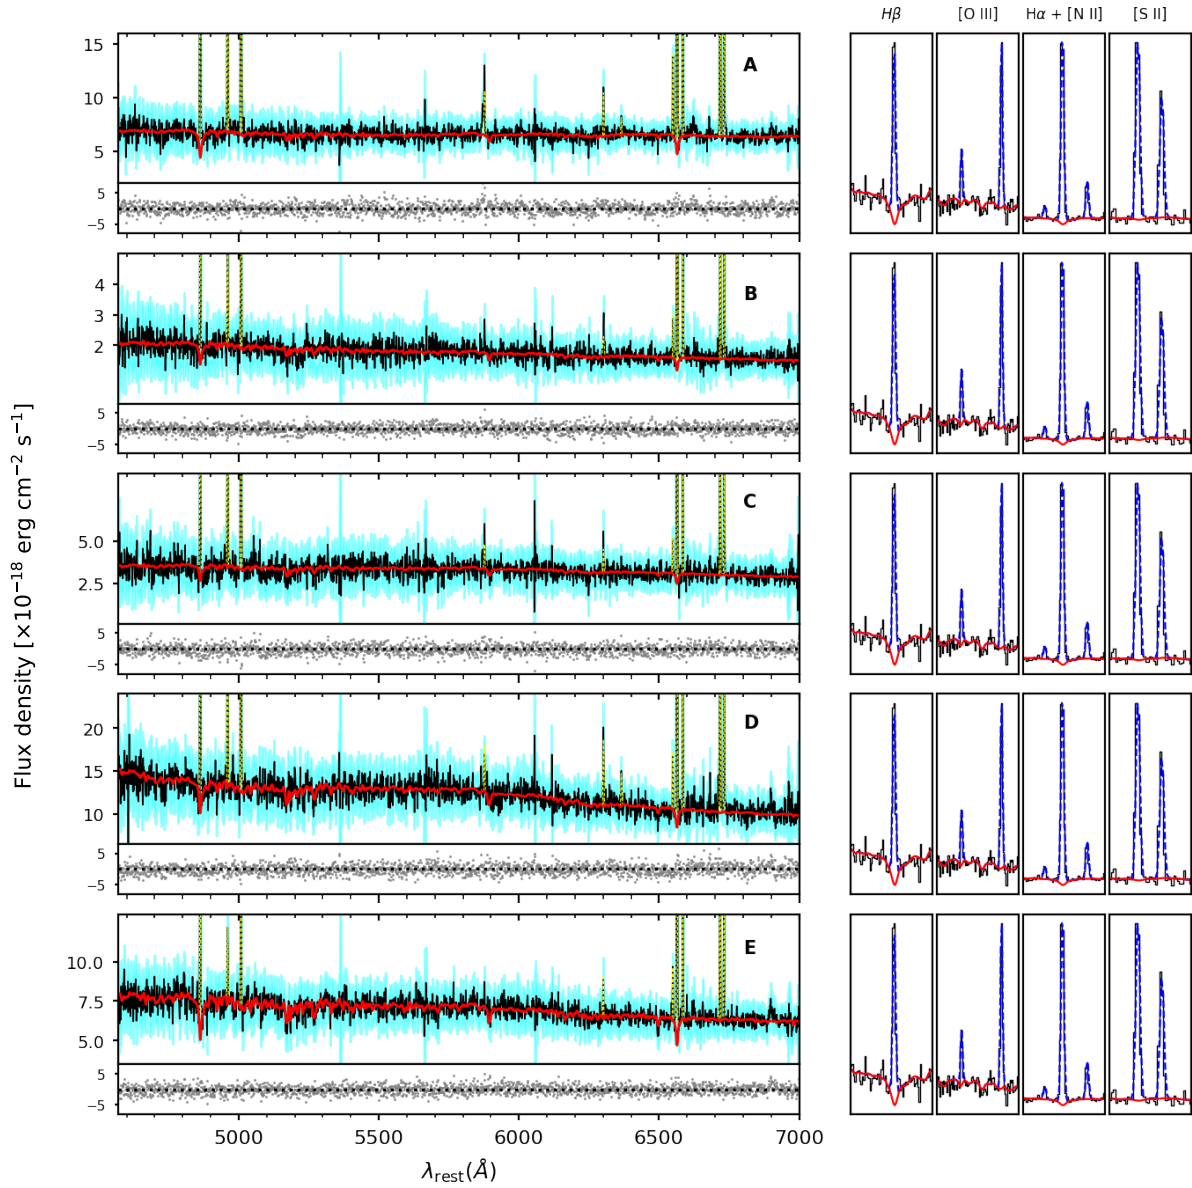 Hβ
[O III]
Hα + [N II]
[S II]
15
10
5
A
5
−5
4
3
2
B
5
−5
5.0
2.5
C
5
−5
20
15
10
D
5
−5
10.0
7.5
5.0
E
5
−5
5000
5500
6000
6500
7000
λrest(Å)
Flux density [×10−18 erg cm−2 s−1]